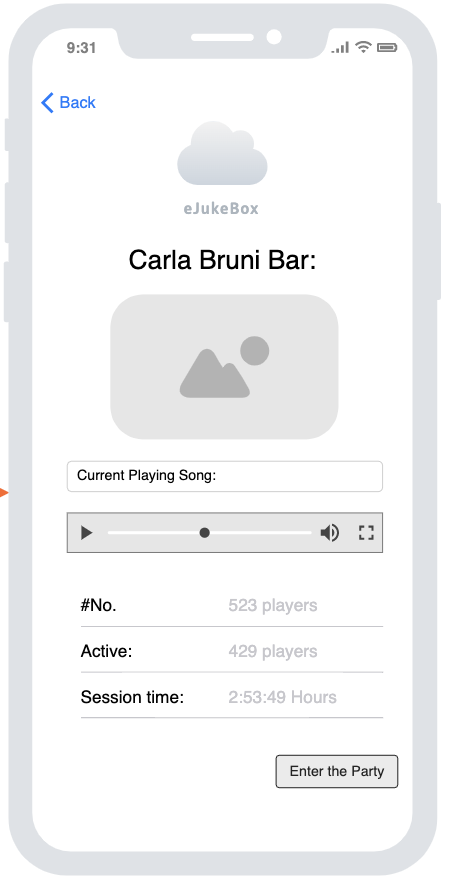 9:31
Back
eJukeBox
Carla Bruni Bar:
Current Playing Song:
#No. 523 players
Active: 429 players
Session time: 2:53:49 Hours
Enter the Party